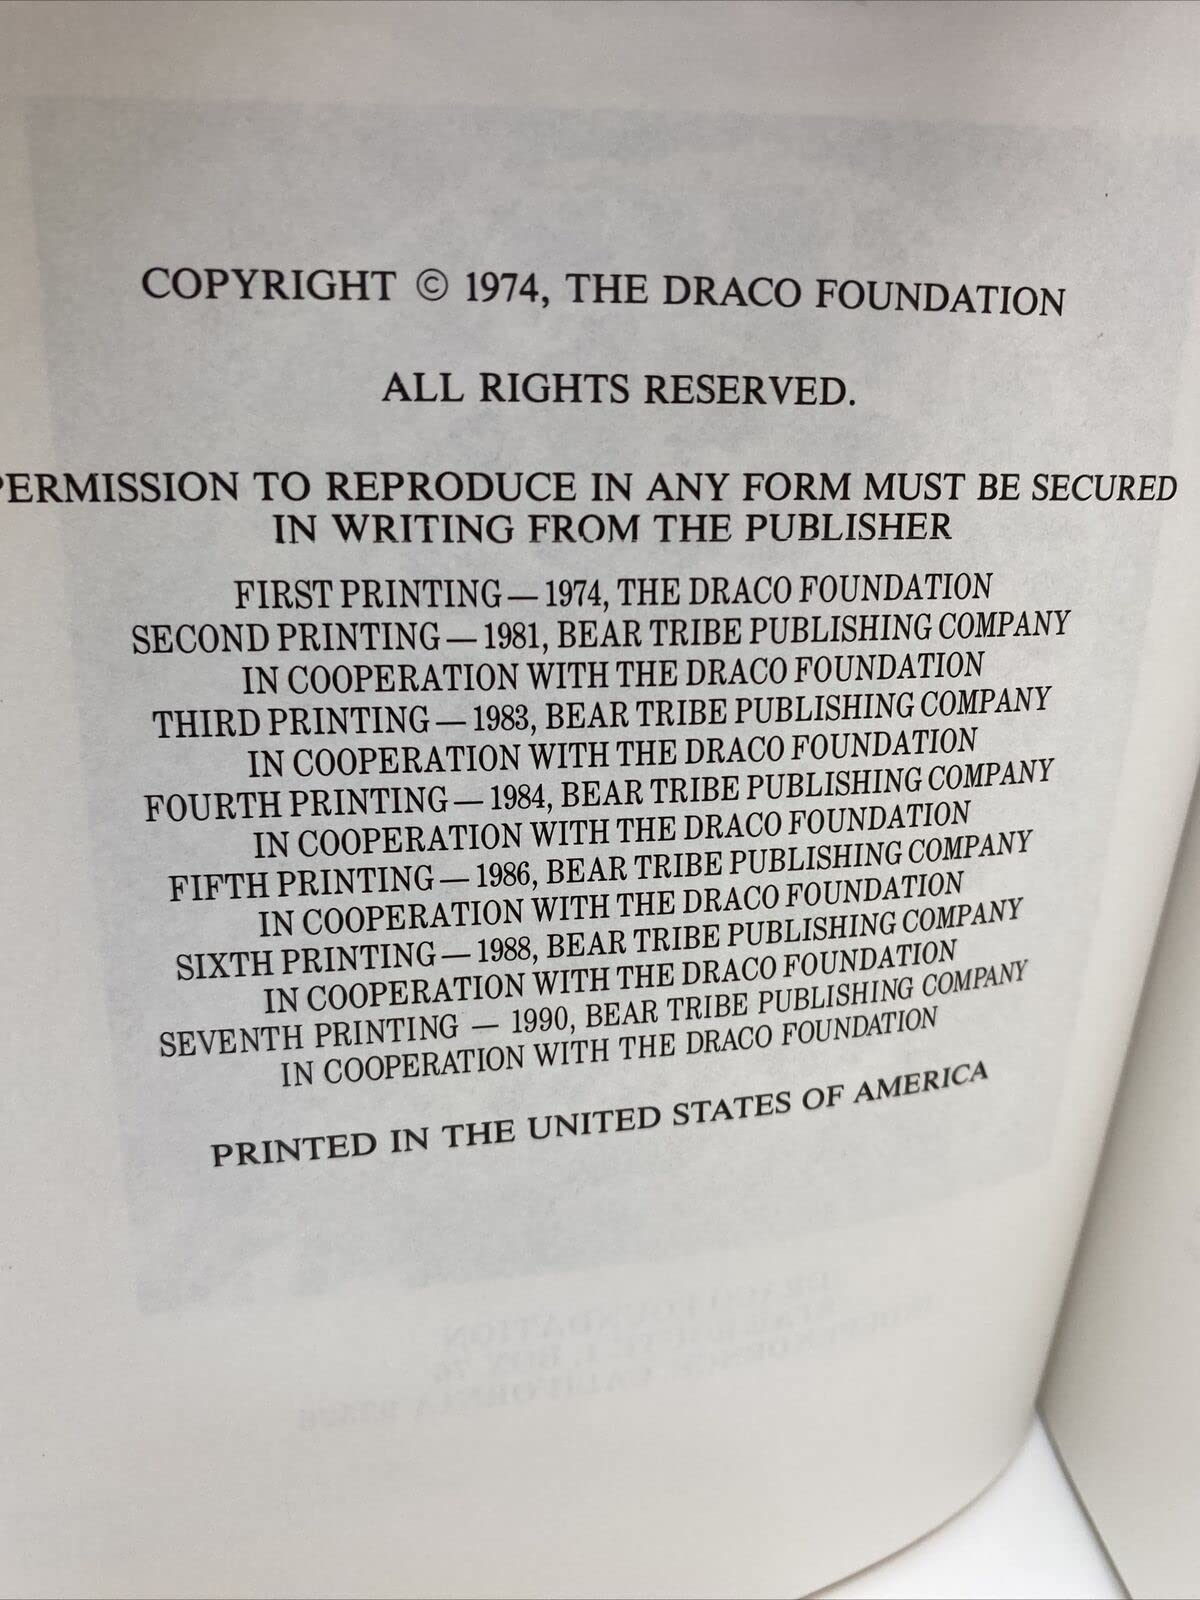 COPYRIGHT © 1974, THE DRACO FOUNDATION
ALL RIGHTS RESERVED.
PERMISSION TO REPRODUCE IN ANY FORM MUST BE SECURED
IN WRITING FROM THE PUBLISHER
FIRST PRINTING — 1974, THE DRACO FOUNDATION
SECOND PRINTING — 1981, BEAR TRIBE PUBLISHING COMPANY
IN COOPERATION WITH THE DRACO FOUNDATION
THIRD PRINTING — 1983, BEAR TRIBE PUBLISHING COMPANY
IN COOPERATION WITH THE DRACO FOUNDATION
FOURTH PRINTING — 1984, BEAR TRIBE PUBLISHING COMPANY
IN COOPERATION WITH THE DRACO FOUNDATION
FIFTH PRINTING — 1986, BEAR TRIBE PUBLISHING COMPANY
IN COOPERATION WITH THE DRACO FOUNDATION
SIXTH PRINTING — 1988, BEAR TRIBE PUBLISHING COMPANY
IN COOPERATION WITH THE DRACO FOUNDATION
SEVENTH PRINTING — 1990, BEAR TRIBE PUBLISHING COMPANY
IN COOPERATION WITH THE DRACO FOUNDATION
PRINTED IN THE UNITED STATES OF AMERICA